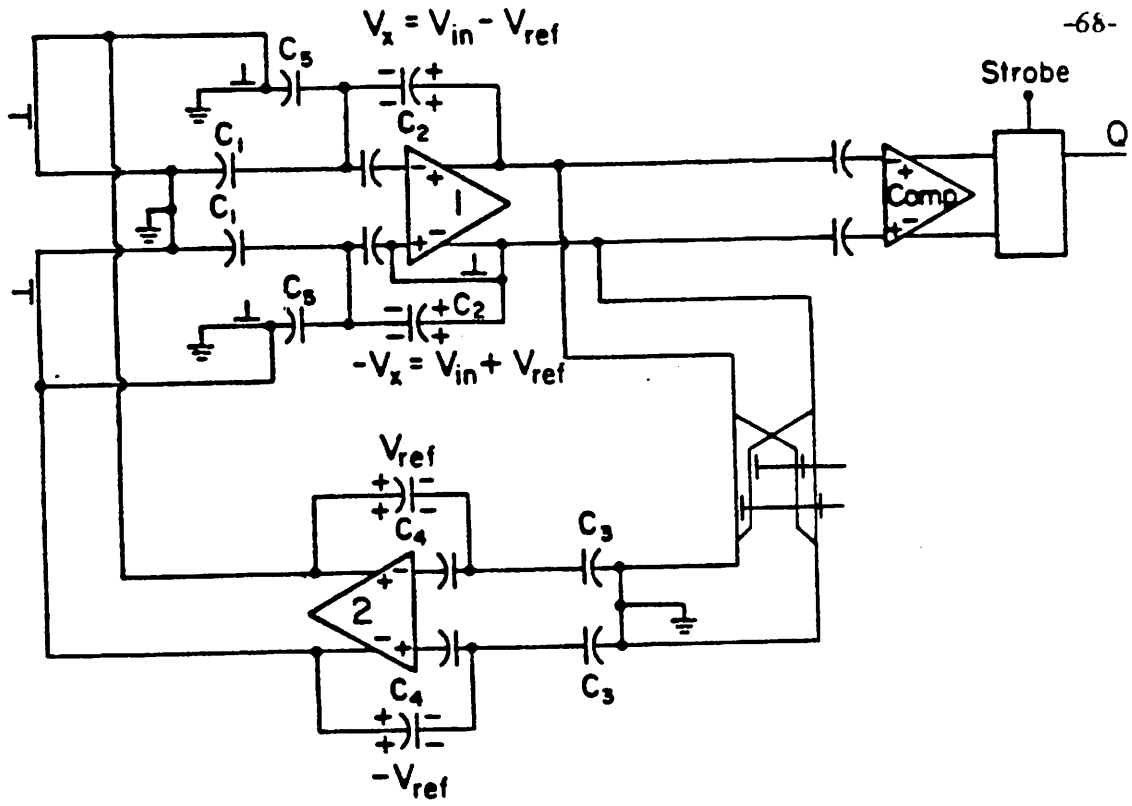 -68-
Vx = Vin - Vref
Strobe
C5
C2
C1
Q
1
Comp
C1
C5
C2
-Vx = Vin + Vref
Vref
C4
C3
2
C4
C3
-Vref